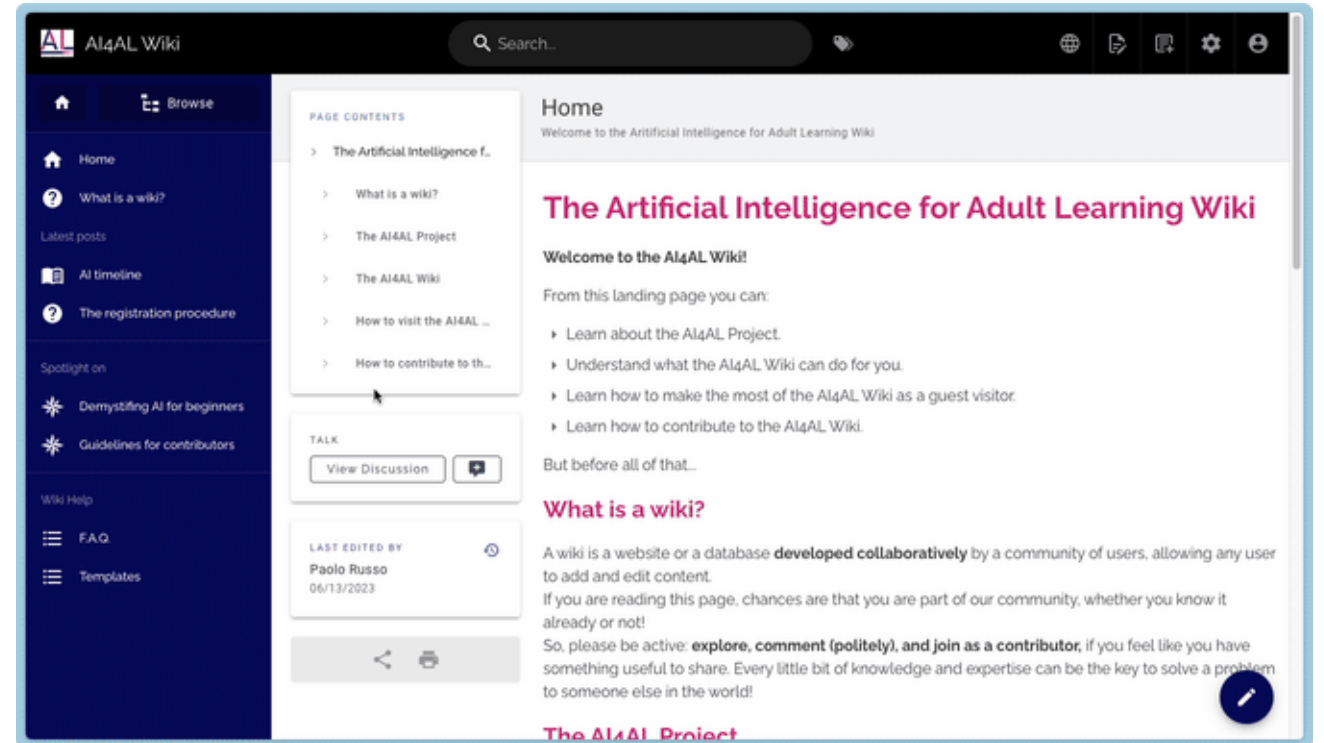 AL AI4AL Wiki
Search...
Browse
Home
What is a wiki?
Latest posts
AI timeline
The registration procedure
Spotlight on
Demystifing AI for beginners
Guidelines for contributors
Wiki Help
F.A.Q.
Templates
PAGE CONTENTS
The Artificial Intelligence f...
What is a wiki?
The AI4AL Project
The AI4AL Wiki
How to visit the AI4AL ...
How to contribute to th...
TALK
View Discussion
LAST EDITED BY
Paolo Russo
06/13/2023
Home
Welcome to the Aritificial Intelligence for Adult Learning Wiki
The Artificial Intelligence for Adult Learning Wiki
Welcome to the AI4AL Wiki!
From this landing page you can:
Learn about the AI4AL Project.
Understand what the AI4AL Wiki can do for you.
Learn how to make the most of the AI4AL Wiki as a guest visitor.
Learn how to contribute to the AI4AL Wiki.
But before all of that...
What is a wiki?
A wiki is a website or a database developed collaboratively by a community of users, allowing any user
to add and edit content.
If you are reading this page, chances are that you are part of our community, whether you know it
already or not!
So, please be active: explore, comment (politely), and join as a contributor, if you feel like you have
something useful to share. Every little bit of knowledge and expertise can be the key to solve a problem
to someone else in the world!
The AI4AL Project